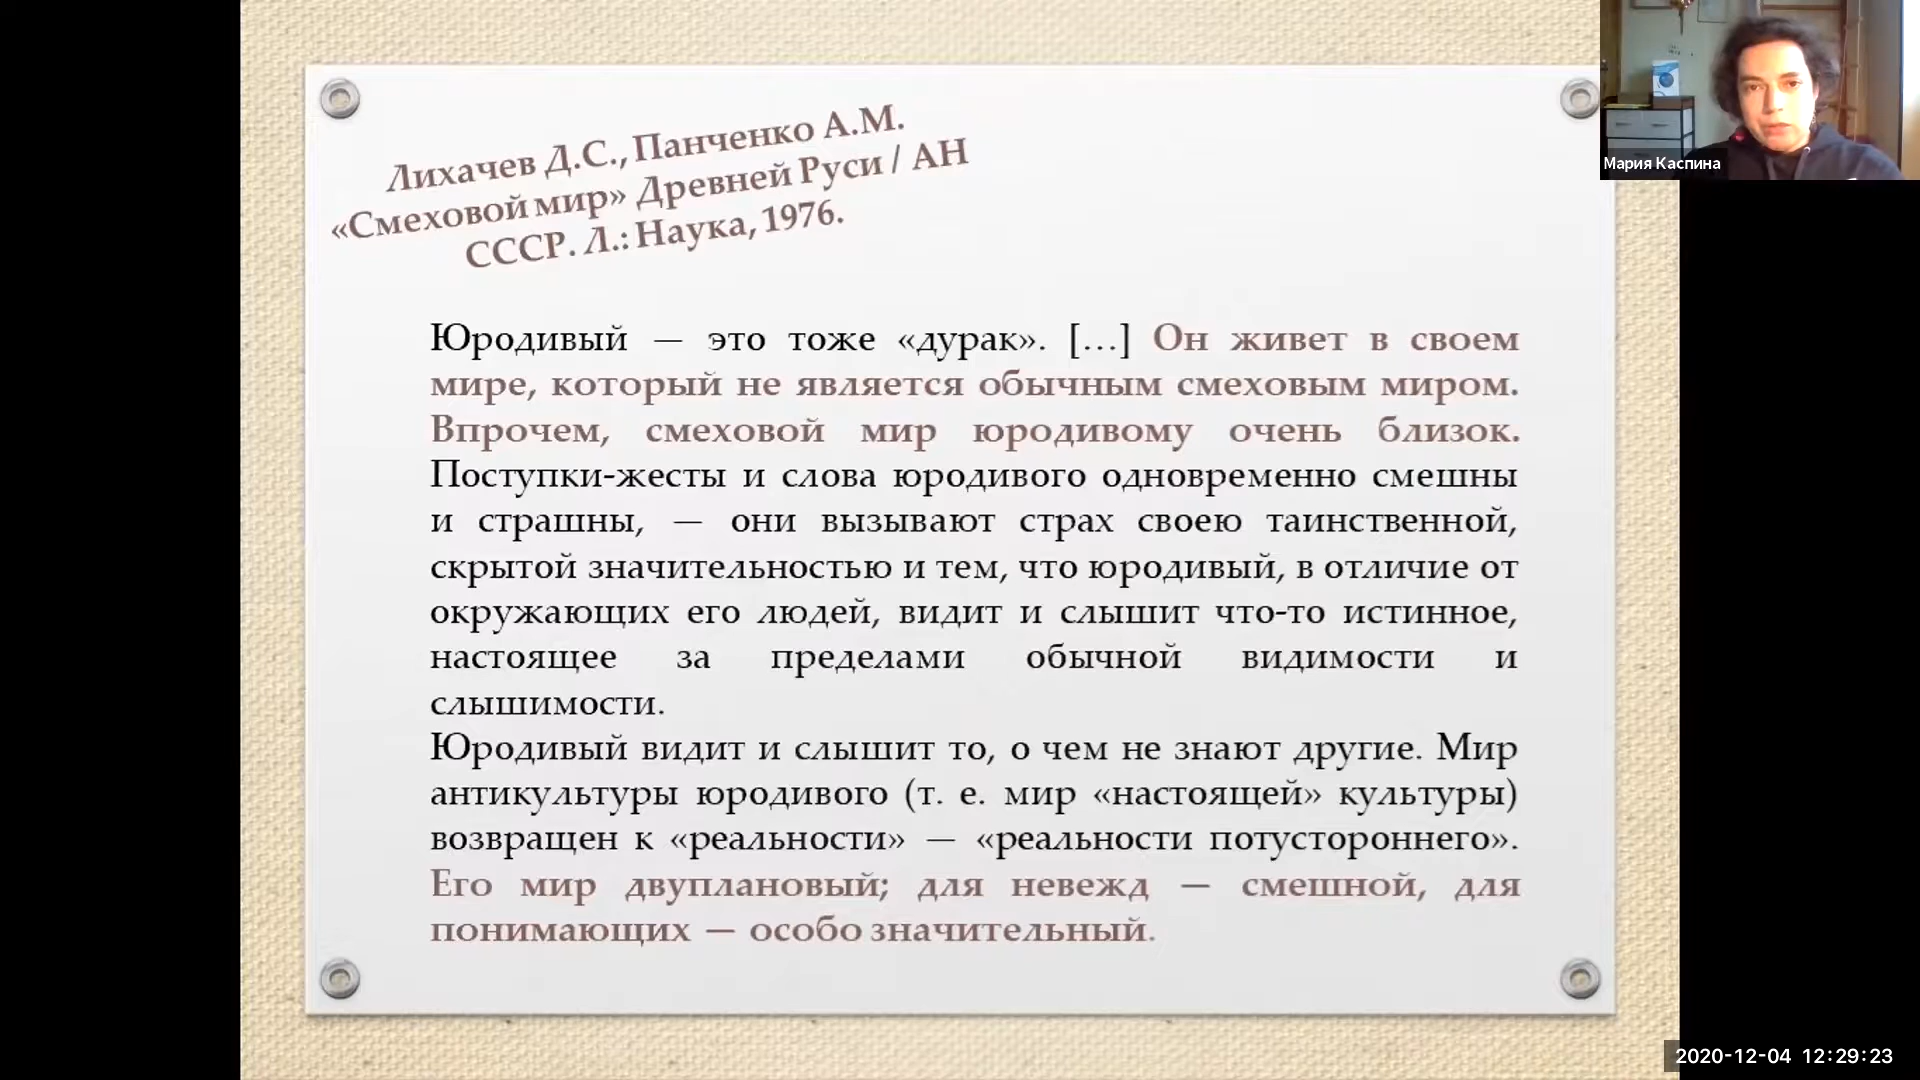 Лихачев Д.С., Панченко А.М.
«Смеховой мир» Древней Руси / АН
СССР. Л.: Наука, 1976.
Мария Каспина
Юродивый — это тоже «дурак». […] Он живет в своем
мире, который не является обычным смеховым миром.
Впрочем, смеховой мир юродивому очень близок.
Поступки-жесты и слова юродивого одновременно смешны
и страшны, — они вызывают страх своею таинственной,
скрытой значительностью и тем, что юродивый, в отличие от
окружающих его людей, видит и слышит что-то истинное,
настоящее за пределами обычной видимости и
слышимости.
Юродивый видит и слышит то, о чем не знают другие. Мир
антикультуры юродивого (т. е. мир «настоящей» культуры)
возвращен к «реальности» — «реальности потустороннего».
Его мир двуплановый; для невежд — смешной, для
понимающих — особо значительный.
2020-12-04 12:29:23